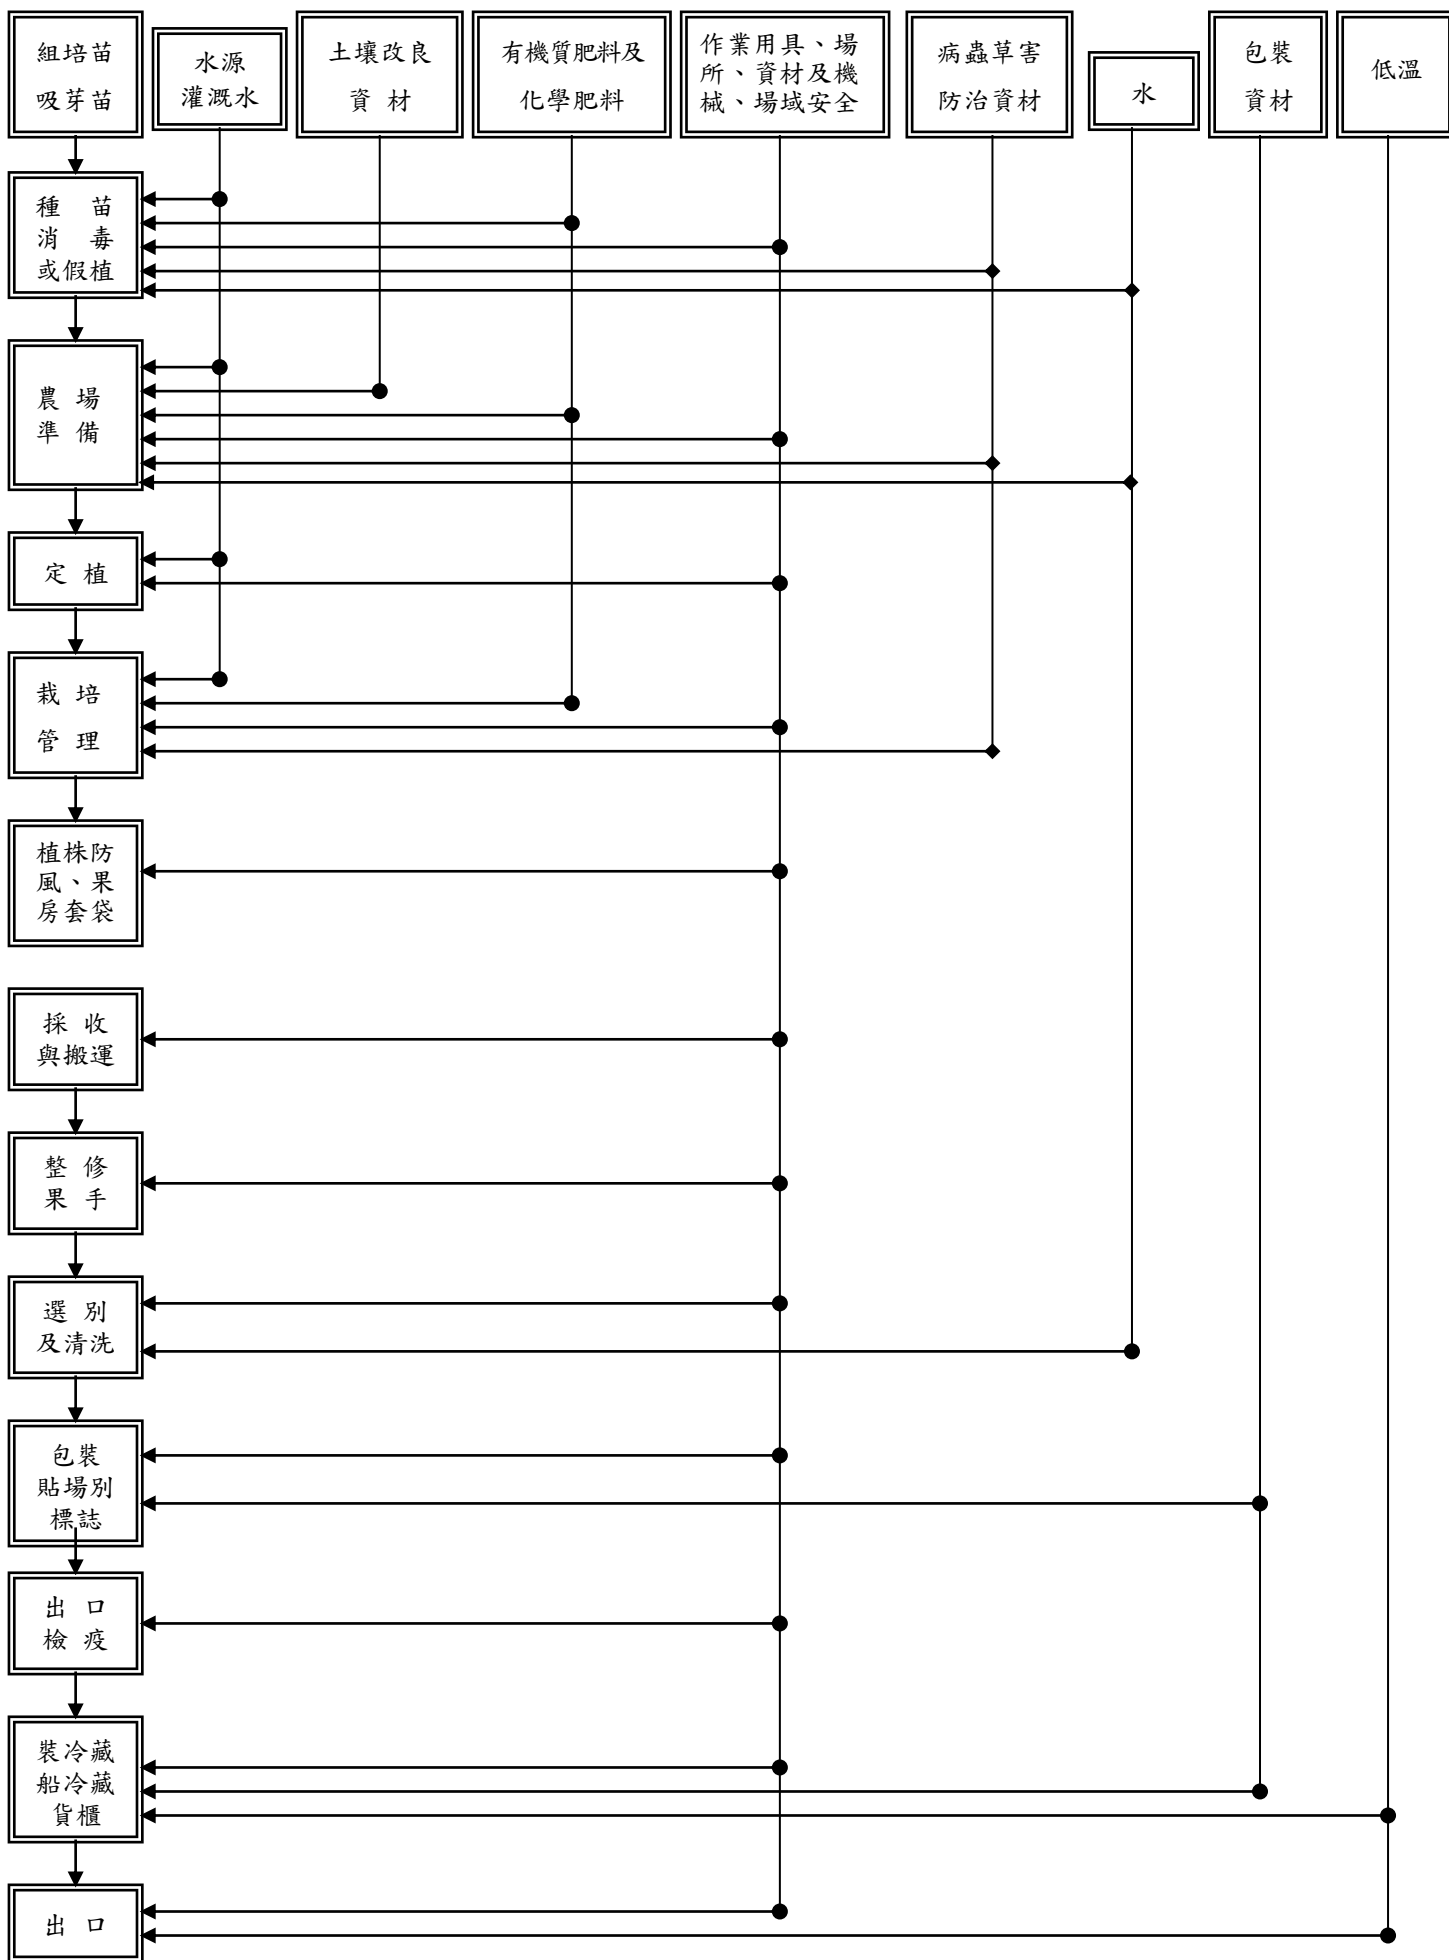 組培苗
吸芽苗
水源
灌溉水
土壤改良
資 材
有機質肥料及
化學肥料
作業用具、場
所、資材及機
械、場域安全
病蟲草害
防治資材
水
包裝
資材
低溫
種 苗
消 毒
或假植
農 場
準 備
定 植
栽 培
管 理
植株防
風、果
房套袋
採 收
與搬運
整 修
果 手
選 別
及清洗
包裝
貼場別
標誌
出 口
檢 疫
裝冷藏
船冷藏
貨櫃
出 口